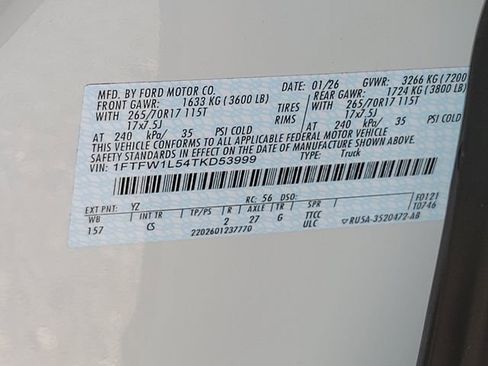 MFD. BY FORD MOTOR CO.
DATE: 01/26 GVWR: 3266 KG (7200
FRONT GAWR: 1633 KG (3600 LB) REAR GAWR: 1724 KG (3800 LB)
WITH 265/70R17 115T TIRES WITH 265/70R17 115T
17x7.5J RIMS 17x7.5J
AT 240 kPa/ 35 PSI COLD AT 240 kPa/ 35 PSI COLD
THIS VEHICLE CONFORMS TO ALL APPLICABLE FEDERAL MOTOR VEHICLE
SAFETY STANDARDS IN EFFECT ON THE DATE OF MANUFACTURE SHOWN ABOVE.
VIN: 1FTFW1L54TKD53999 TYPE: Truck
EXT PNT: YZ RC: 56 DSO: F0121
WB INT TR TP/PS R AXLE TR SPR T0746
157 CS 2 27 G TTCC ▽RU5A-3520472-AB
2202601237770 ULC